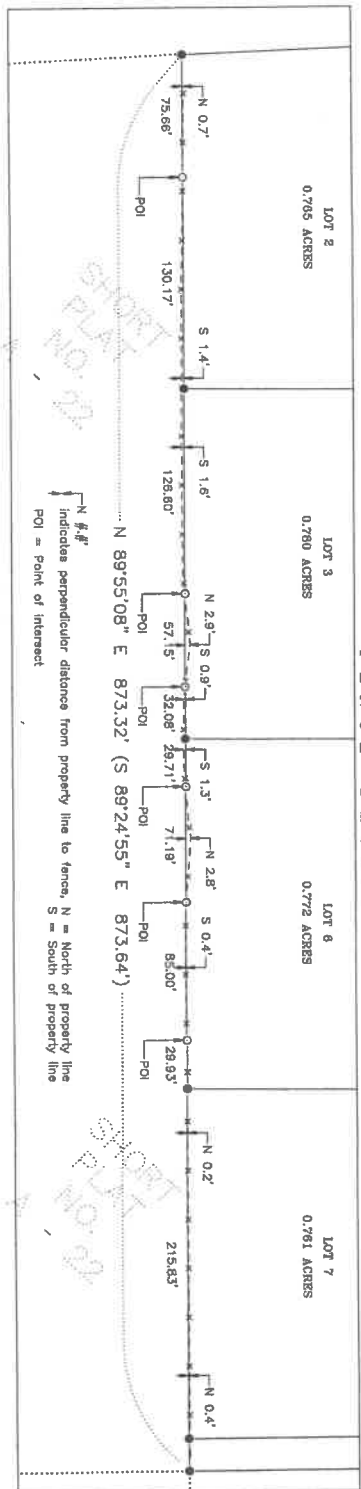 LOT 2
0.765 ACRES
LOT 3
0.780 ACRES
LOT 6
0.772 ACRES
LOT 7
0.761 ACRES
N 0.7'
S 1.4'
S 1.6'
N 2.9'
S 0.9'
S 1.3'
N 2.8'
S 0.4'
N 0.2'
N 0.4'
75.66'
130.17'
126.60'
57.15'
32.08'
29.71'
71.19'
85.00'
29.93'
215.83'
POI
POI
POI
POI
POI
SHORT
PLAT
NO. 22
N 89°55'08" E 873.32' (S 89°24'55" E 873.64')
SHORT
PLAT
NO. 22
N #.#'
indicates perpendicular distance from property line to fence, N = North of property line
S = South of property line
POI = Point of intersect